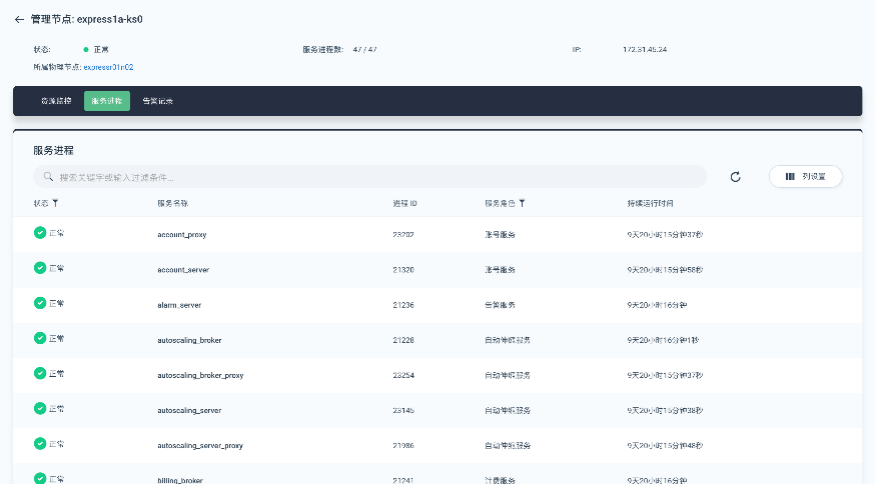 管理节点: express1a-ks0
状态: 正常 服务进程数: 47 / 47 IP: 172.31.45.24
所属物理节点: expressr01n02
资源监控 服务进程 告警记录
服务进程
搜索关键字或输入过滤条件... 列设置
状态 服务名称 进程 ID 服务角色 持续运行时间
正常 account_proxy 23202 账号服务 9天20小时15分钟37秒
正常 account_server 21320 账号服务 9天20小时15分钟58秒
正常 alarm_server 21236 告警服务 9天20小时16分钟
正常 autoscaling_broker 21228 自动伸缩服务 9天20小时16分钟1秒
正常 autoscaling_broker_proxy 23254 自动伸缩服务 9天20小时15分钟37秒
正常 autoscaling_server 23145 自动伸缩服务 9天20小时15分钟38秒
正常 autoscaling_server_proxy 21986 自动伸缩服务 9天20小时15分钟48秒
正常 billing_broker 21241 计费服务 9天20小时16分钟